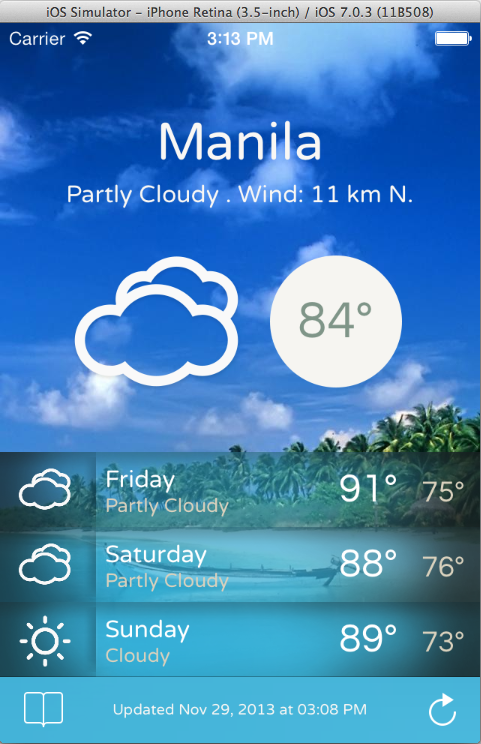 iOS Simulator - iPhone Retina (3.5-inch) / iOS 7.0.3 (11B508)
Carrier 3:13 PM
Manila
Partly Cloudy . Wind: 11 km N.
84°
Friday 91° 75°
Partly Cloudy
Saturday 88° 76°
Partly Cloudy
Sunday 89° 73°
Cloudy
Updated Nov 29, 2013 at 03:08 PM